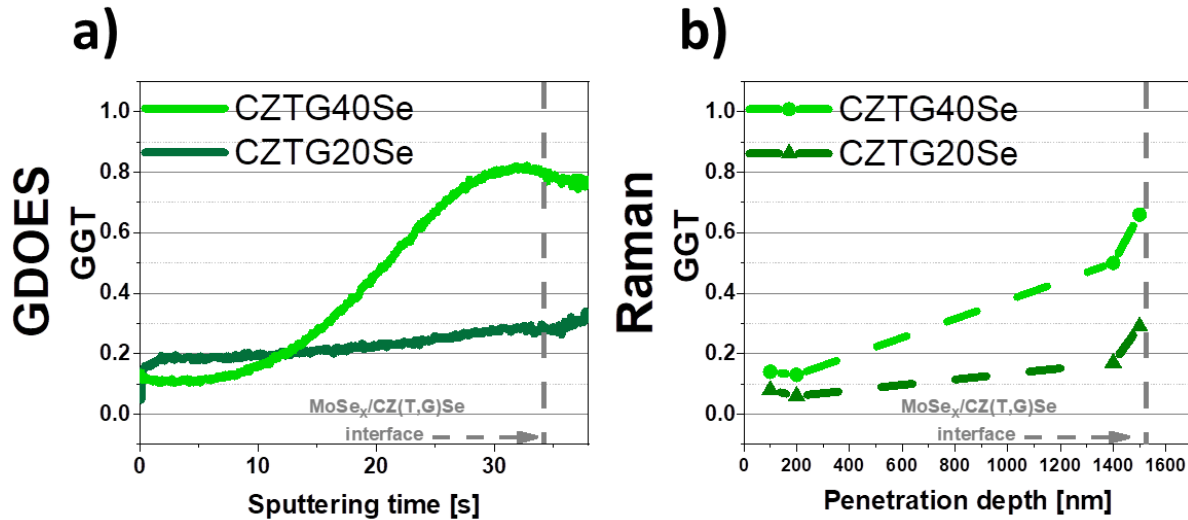 a)
GDOES
GGT
1.0
0.8
0.6
0.4
0.2
0.0
CZTG40Se
CZTG20Se
MoSeₓ/CZ(T,G)Se
interface
0
10
20
30
Sputtering time [s]
b)
Raman
GGT
1.0
0.8
0.6
0.4
0.2
0.0
CZTG40Se
CZTG20Se
MoSeₓ/CZ(T,G)Se
interface
0
200
400
600
800
1000
1200
1400
1600
Penetration depth [nm]